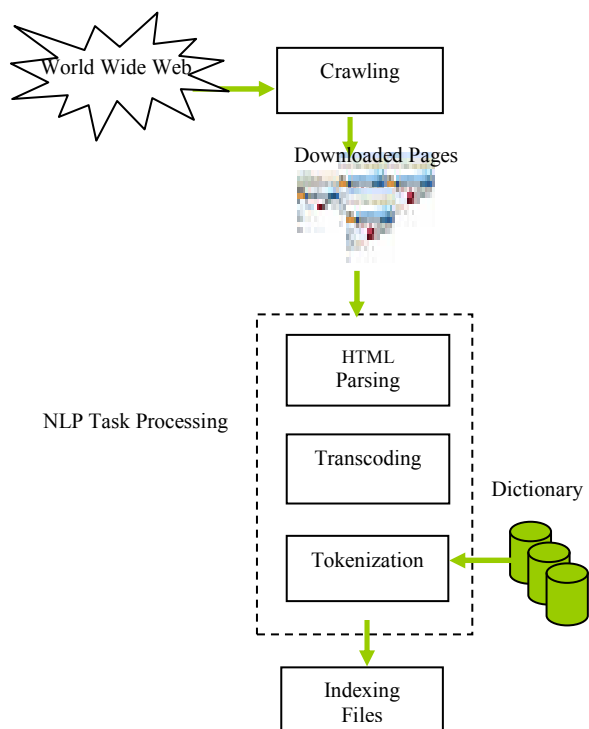 World Wide Web
Crawling
Downloaded Pages
HTML
Parsing
NLP Task Processing
Transcoding
Dictionary
Tokenization
Indexing
Files